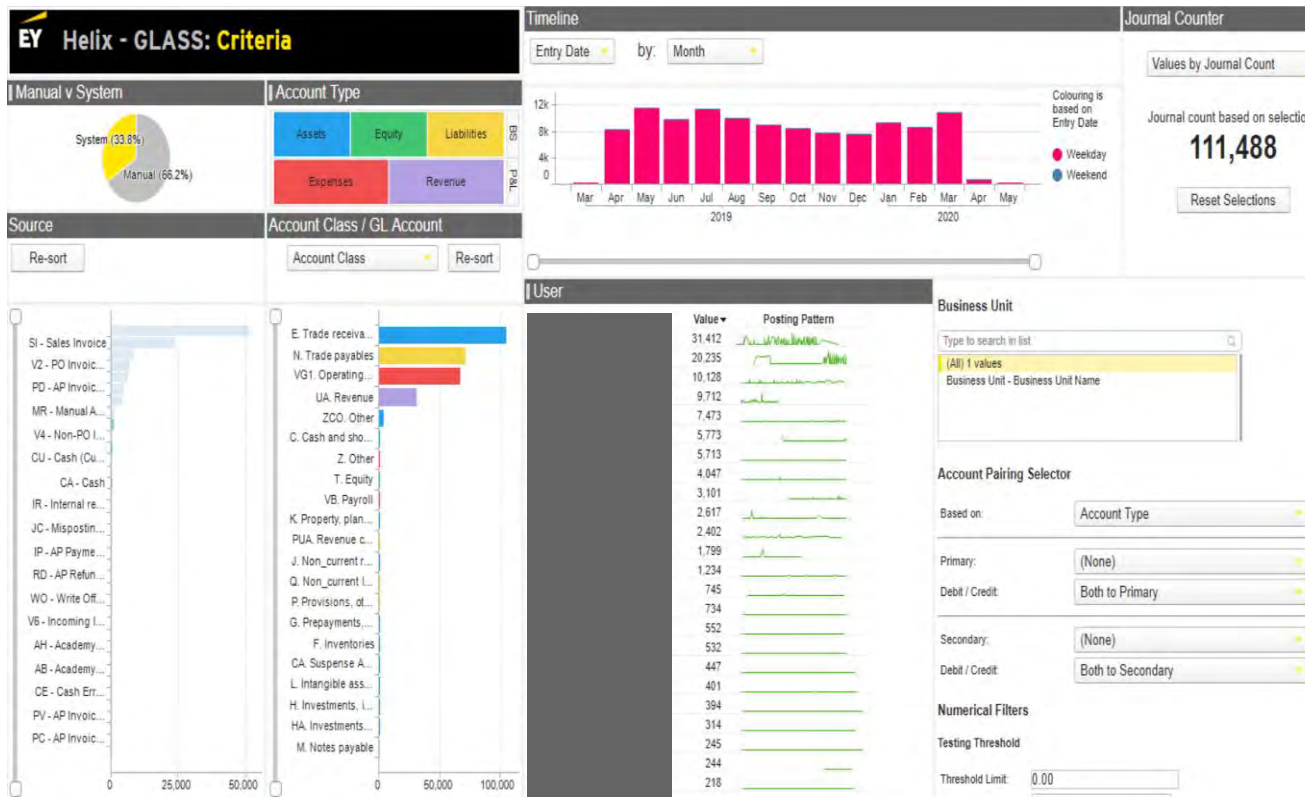 EY Helix - GLASS: Criteria
Manual v System
System (33.8%)
Manual (66.2%)
Account Type
Assets
Equity
Liabilities
BS
Expenses
Revenue
P&L
Source
Re-sort
SI - Sales Invoice
V2 - PO Invoic...
PD - AP Invoic...
MR - Manual A...
V4 - Non-PO I...
CU - Cash (Cu...
CA - Cash
IR - Internal re...
JC - Mispostin...
IP - AP Payme...
RD - AP Refun...
WO - Write Off...
V6 - Incoming I...
AH - Academy...
AB - Academy...
CE - Cash Err...
PV - AP Invoic...
PC - AP Invoic...
0 25,000 50,000
Account Class / GL Account
Account Class
Re-sort
E. Trade receiva...
N. Trade payables
VG1. Operating...
UA. Revenue
ZCO. Other
C. Cash and sho...
Z. Other
T. Equity
VB. Payroll
K. Property, plan...
PUA. Revenue c...
J. Non_current r...
Q. Non_current l...
P. Provisions, ot...
G. Prepayments,...
F. Inventories
CA. Suspense A...
L. Intangible ass...
H. Investments, i...
HA. Investments...
M. Notes payable
0 50,000 100,000
Timeline
Entry Date
by:
Month
12k
8k
4k
0
Mar Apr May Jun Jul Aug Sep Oct Nov Dec Jan Feb Mar Apr May
2019 2020
Colouring is
based on
Entry Date
Weekday
Weekend
Journal Counter
Values by Journal Count
Journal count based on selectio
111,488
Reset Selections
User
Value Posting Pattern
31,412
20,235
10,128
9,712
7,473
5,773
5,713
4,047
3,101
2,617
2,402
1,799
1,234
745
734
552
532
447
401
394
314
245
244
218
Business Unit
Type to search in list
(All) 1 values
Business Unit - Business Unit Name
Account Pairing Selector
Based on: Account Type
Primary: (None)
Debit / Credit: Both to Primary
Secondary: (None)
Debit / Credit: Both to Secondary
Numerical Filters
Testing Threshold
Threshold Limit: 0.00